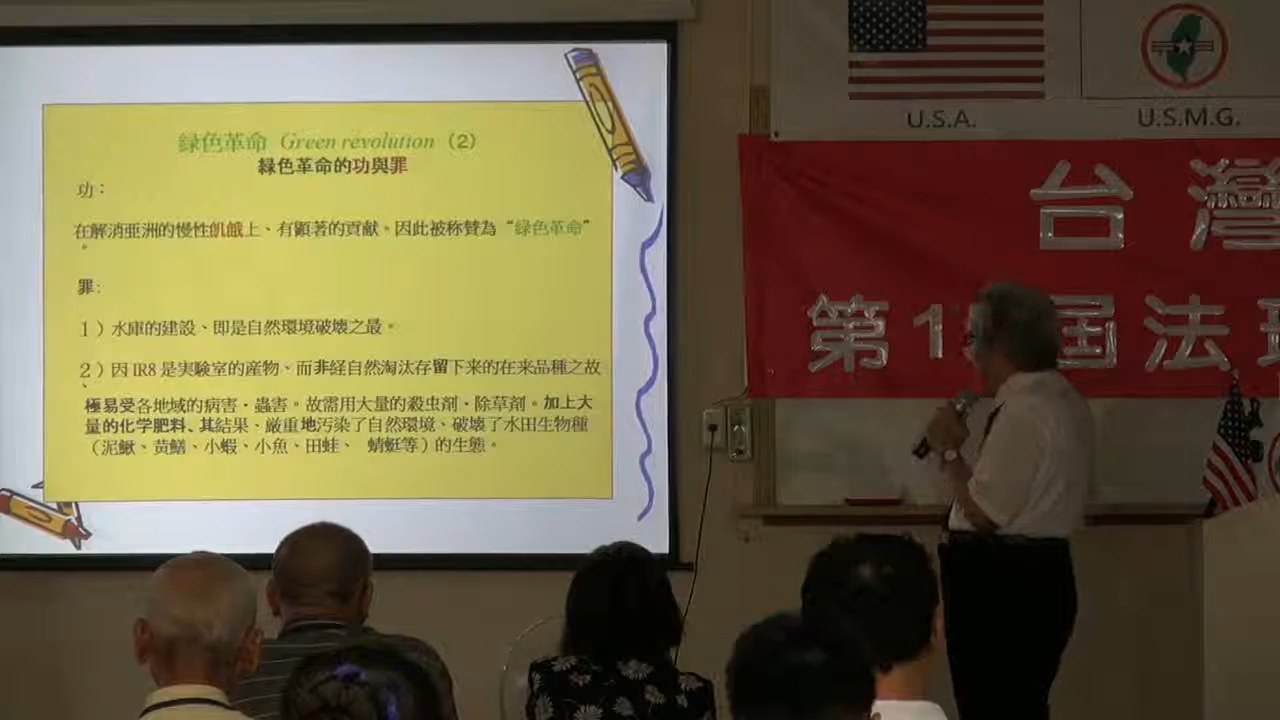 緑色革命 Green revolution（2）
緑色革命的功與罪
功：
在解消亜洲的慢性飢餓上、有顕著的貢献。因此被称賛為“緑色革命”
。
罪:
1）水庫的建設、即是自然環境破壊之最。
2）因 IR8 是実験室的産物、而非経自然淘汰存留下来的在来品種之故
、
極易受各地域的病害・蟲害。故需用大量的殺虫剤・除草剤。加上大
量的化学肥料、其結果、厳重地汚染了自然環境、破壊了水田生物種
（泥鰍、黄鱔、小蝦、小魚、田蛙、 蜻蜓等）的生態。
U.S.A.
U.S.M.G.
台灣
第1 屆法理